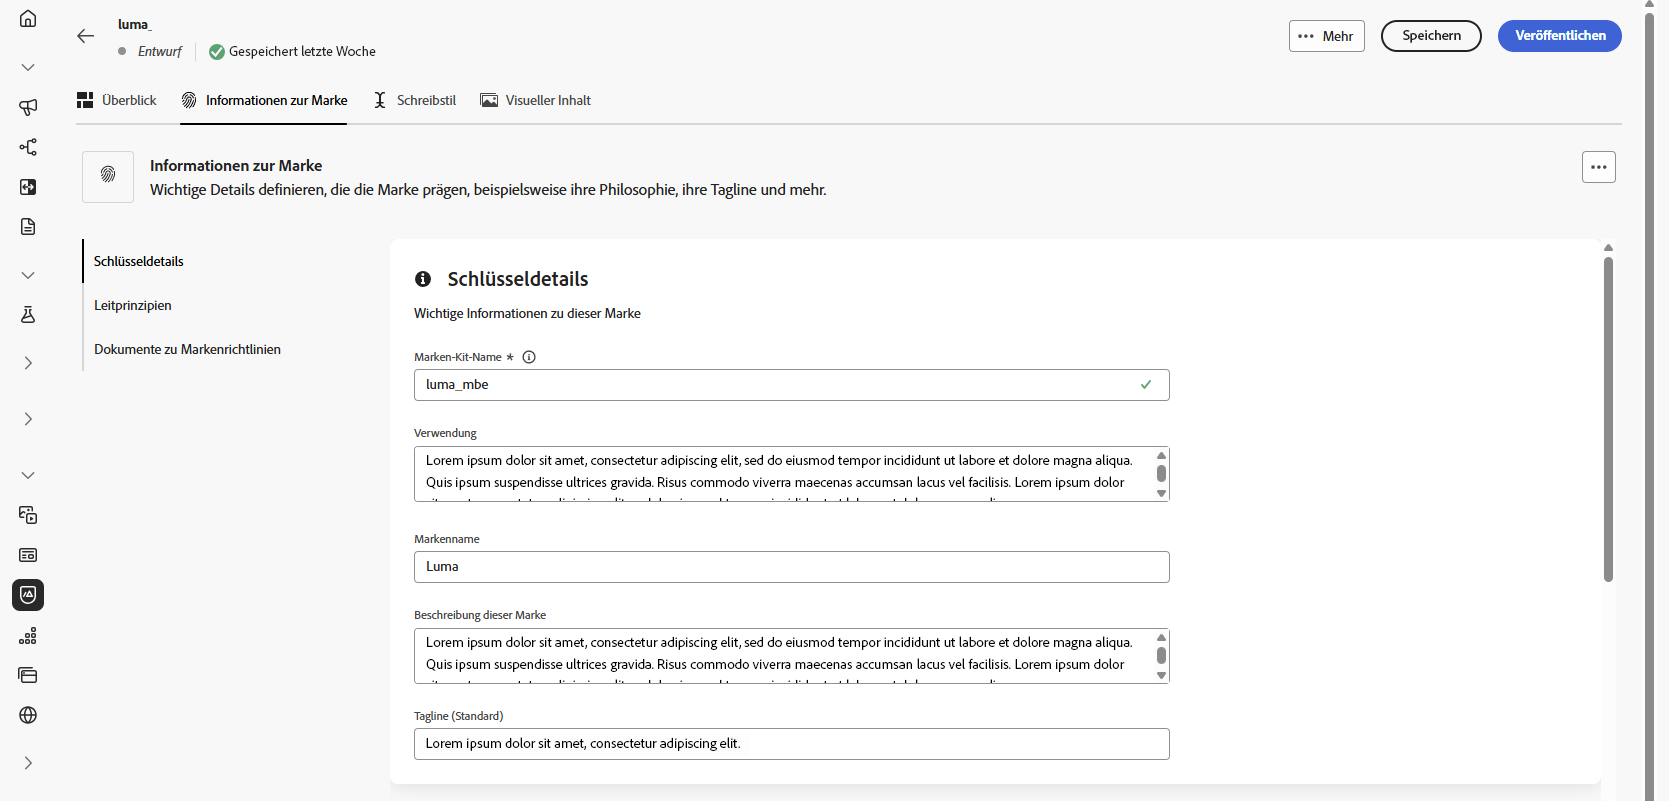 luma_
Entwurf
Gespeichert letzte Woche
Mehr
Speichern
Veröffentlichen
Überblick
Informationen zur Marke
Schreibstil
Visueller Inhalt
Informationen zur Marke
Wichtige Details definieren, die die Marke prägen, beispielsweise ihre Philosophie, ihre Tagline und mehr.
Schlüsseldetails
Leitprinzipien
Dokumente zu Markenrichtlinien
Schlüsseldetails
Wichtige Informationen zu dieser Marke
Marken-Kit-Name *
luma_mbe
Verwendung
Lorem ipsum dolor sit amet, consectetur adipiscing elit, sed do eiusmod tempor incididunt ut labore et dolore magna aliqua.
Quis ipsum suspendisse ultrices gravida. Risus commodo viverra maecenas accumsan lacus vel facilisis. Lorem ipsum dolor
Markenname
Luma
Beschreibung dieser Marke
Lorem ipsum dolor sit amet, consectetur adipiscing elit, sed do eiusmod tempor incididunt ut labore et dolore magna aliqua.
Quis ipsum suspendisse ultrices gravida. Risus commodo viverra maecenas accumsan lacus vel facilisis. Lorem ipsum dolor
Tagline (Standard)
Lorem ipsum dolor sit amet, consectetur adipiscing elit.